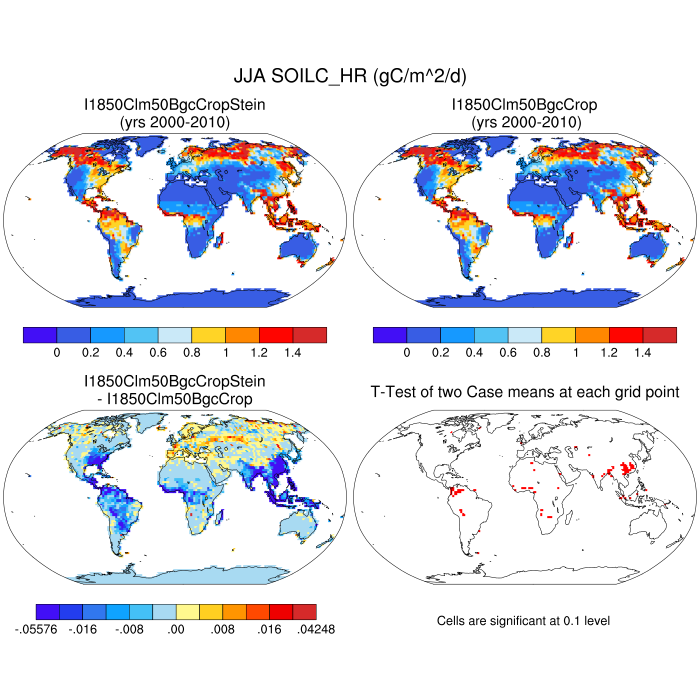 JJA SOILC_HR (gC/m^2/d)
I1850Clm50BgcCropStein
(yrs 2000-2010)
I1850Clm50BgcCrop
(yrs 2000-2010)
0 0.2 0.4 0.6 0.8 1 1.2 1.4
0 0.2 0.4 0.6 0.8 1 1.2 1.4
I1850Clm50BgcCropStein
- I1850Clm50BgcCrop
T-Test of two Case means at each grid point
-.05576 -.016 -.008 .00 .008 .016 .04248
Cells are significant at 0.1 level